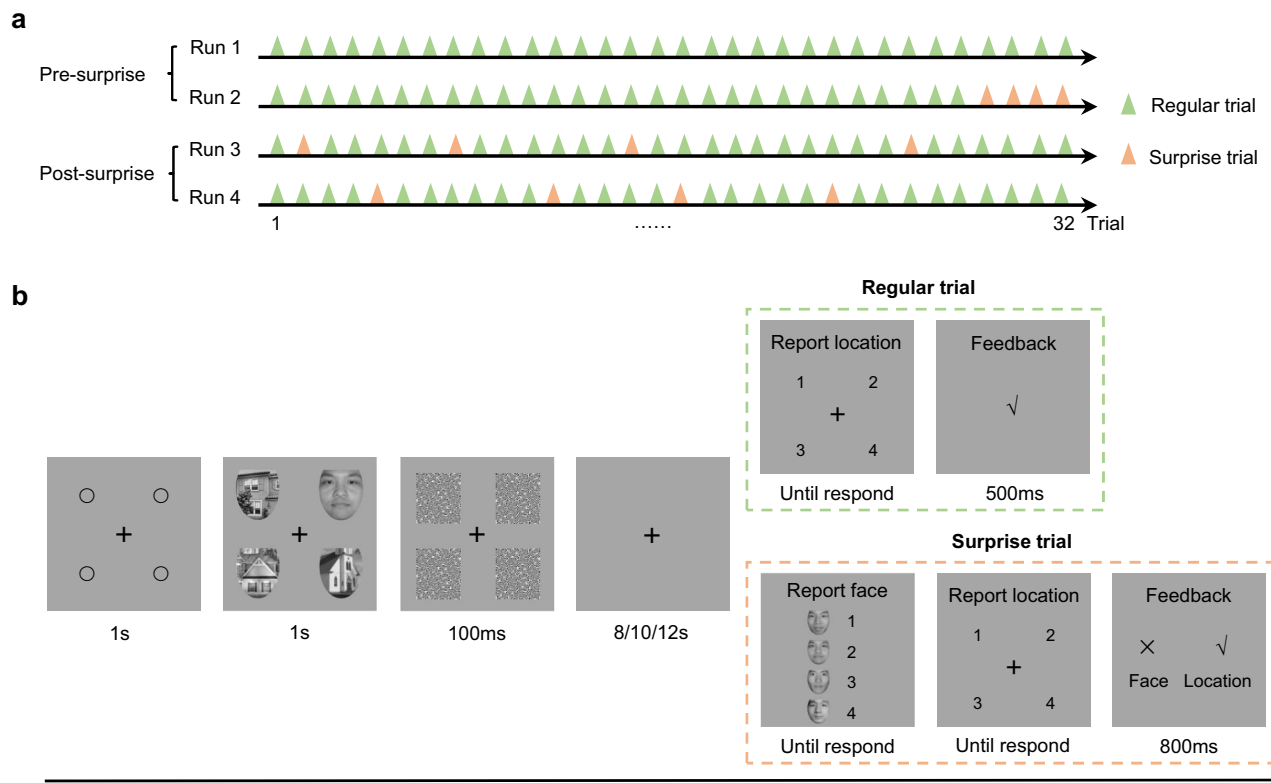 a
Run 1
Pre-surprise
Run 2
Regular trial
Run 3
Surprise trial
Post-surprise
Run 4
1 ...... 32 Trial
b
Regular trial
Report location
1 2
+
3 4
Until respond
Feedback
√
500ms
+
1s
+
1s
+
100ms
+
8/10/12s
Surprise trial
Report face
1
2
3
4
Until respond
Report location
1 2
+
3 4
Until respond
Feedback
× √
Face Location
800ms